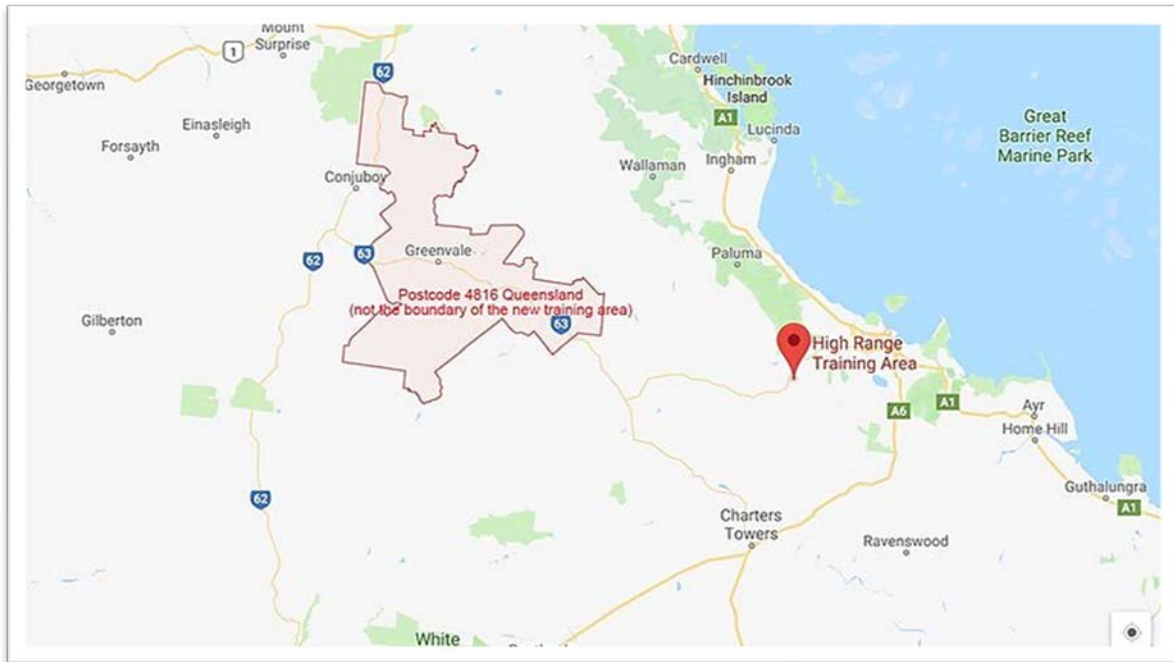 Mount
Surprise
1
62
Georgetown
Cardwell
Hinchinbrook
Island
A1
Great
Barrier Reef
Marine Park
Einasleigh
Lucinda
Forsayth
Wallaman
Ingham
Conjuboy
63
Greenvale
62
Paluma
Postcode 4816 Queensland
(not the boundary of the new training area)
Gilberton
63
High Range
Training Area
A6
A1
Ayr
Home Hill
62
Guthalungra
A1
Charters
Towers
Ravenswood
White